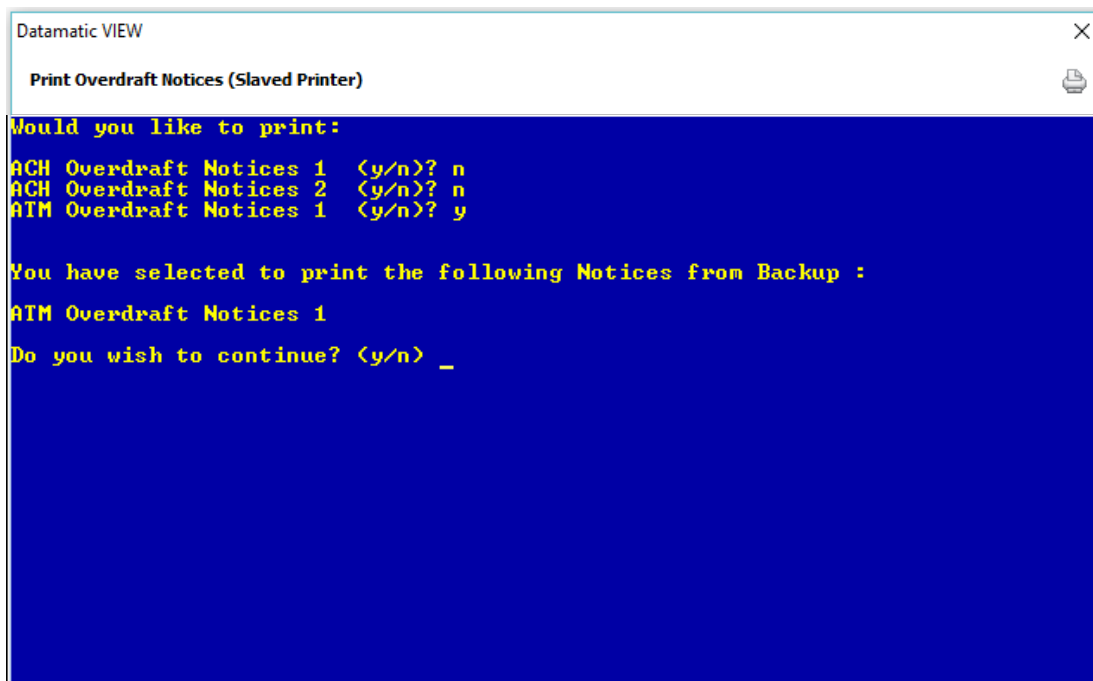 Datamatic VIEW
Print Overdraft Notices (Slaved Printer)
Would you like to print:
ACH Overdraft Notices 1 (y/n)? n
ACH Overdraft Notices 2 (y/n)? n
ATM Overdraft Notices 1 (y/n)? y
You have selected to print the following Notices from Backup :
ATM Overdraft Notices 1
Do you wish to continue? (y/n) _